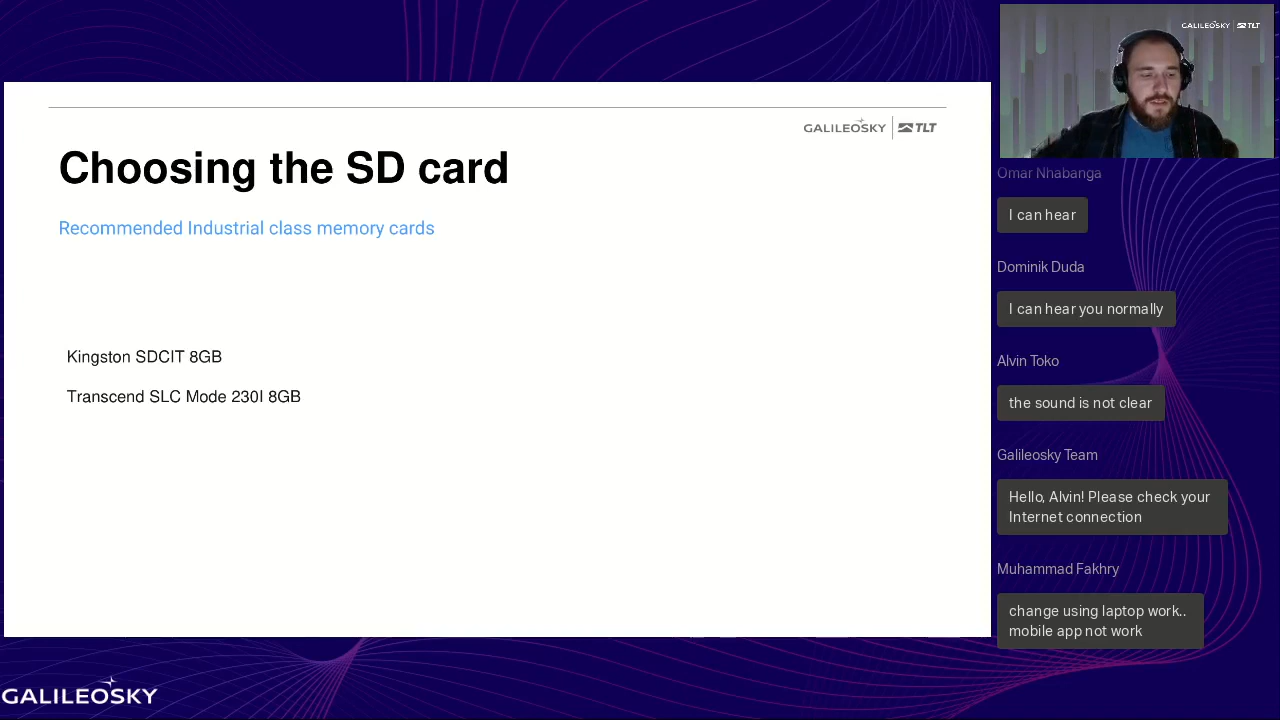 GALILEOSKY TLT
Choosing the SD card
Recommended Industrial class memory cards
Kingston SDCIT 8GB
Transcend SLC Mode 230I 8GB
GALILEOSKY
GALILEOSKY TLT
Omar Nhabanga
I can hear
Dominik Duda
I can hear you normally
Alvin Toko
the sound is not clear
Galileosky Team
Hello, Alvin! Please check your
Internet connection
Muhammad Fakhry
change using laptop work..
mobile app not work